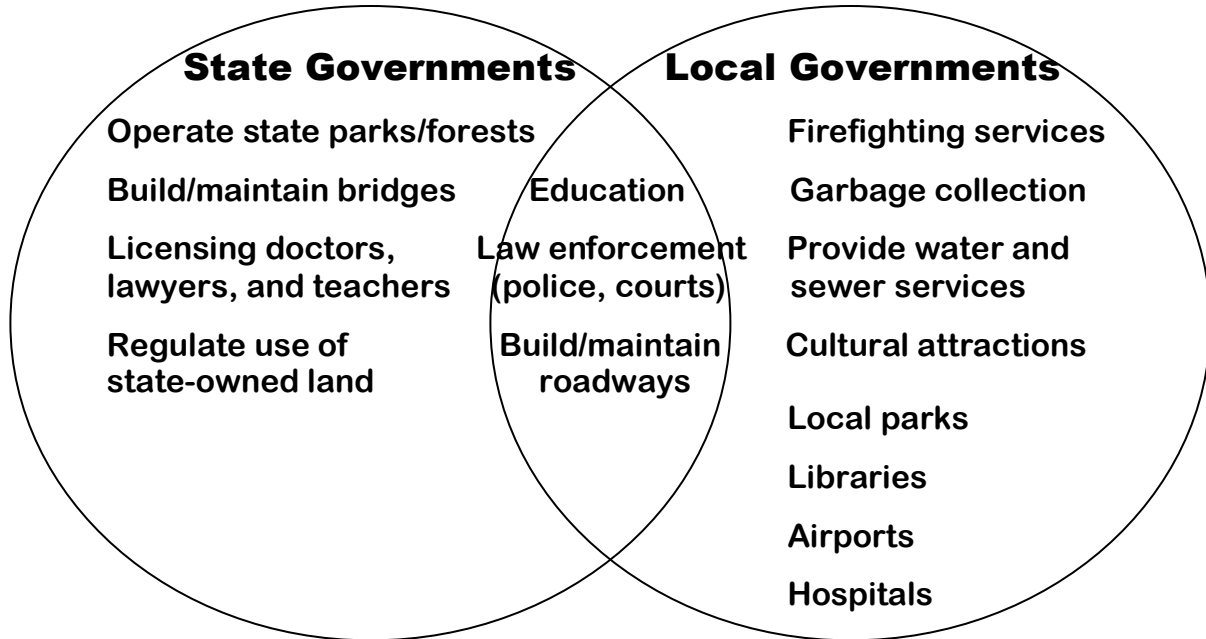 State Governments
Local Governments
Operate state parks/forests
Build/maintain bridges
Licensing doctors,
lawyers, and teachers
Regulate use of
state-owned land
Education
Law enforcement
(police, courts)
Build/maintain
roadways
Firefighting services
Garbage collection
Provide water and
sewer services
Cultural attractions
Local parks
Libraries
Airports
Hospitals